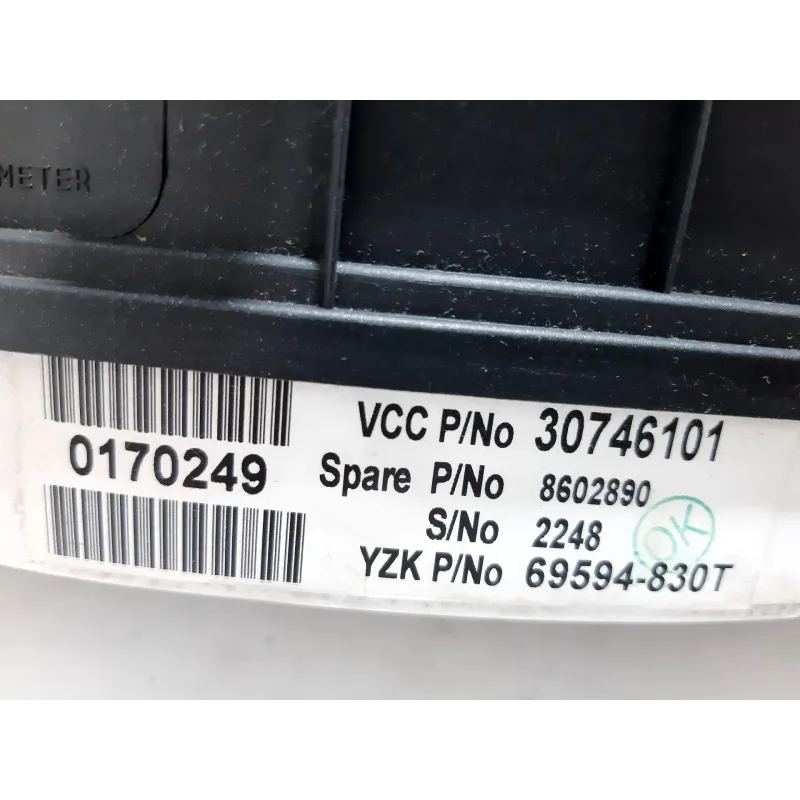 METER
0170249
VCC P/No 30746101
Spare P/No 8602890
S/No 2248
YZK P/No 69594-830T
OK